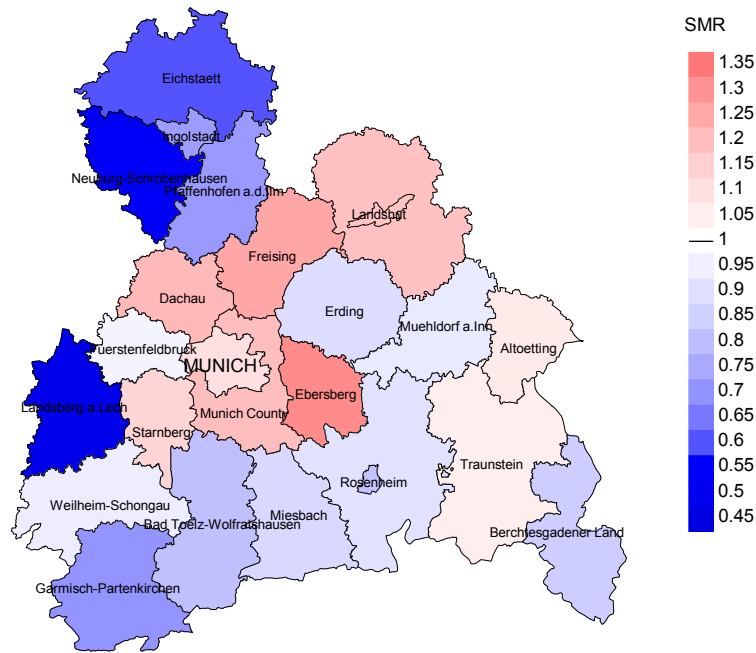 SMR
1.35
1.3
1.25
1.2
1.15
1.1
1.05
1
0.95
0.9
0.85
0.8
0.75
0.7
0.65
0.6
0.55
0.5
0.45
Eichstaett
Ingolstadt
Neuburg-Schrobenhausen
Pfaffenhofen a.d.Ilm
Landshut
Freising
Dachau
Erding
Muehldorf a.Inn
Altoetting
Fuerstenfeldbruck
MUNICH
Ebersberg
Landsberg a.Lech
Munich County
Starnberg
Traunstein
Rosenheim
Weilheim-Schongau
Miesbach
Bad Toelz-Wolfratshausen
Berchtesgadener Land
Garmisch-Partenkirchen